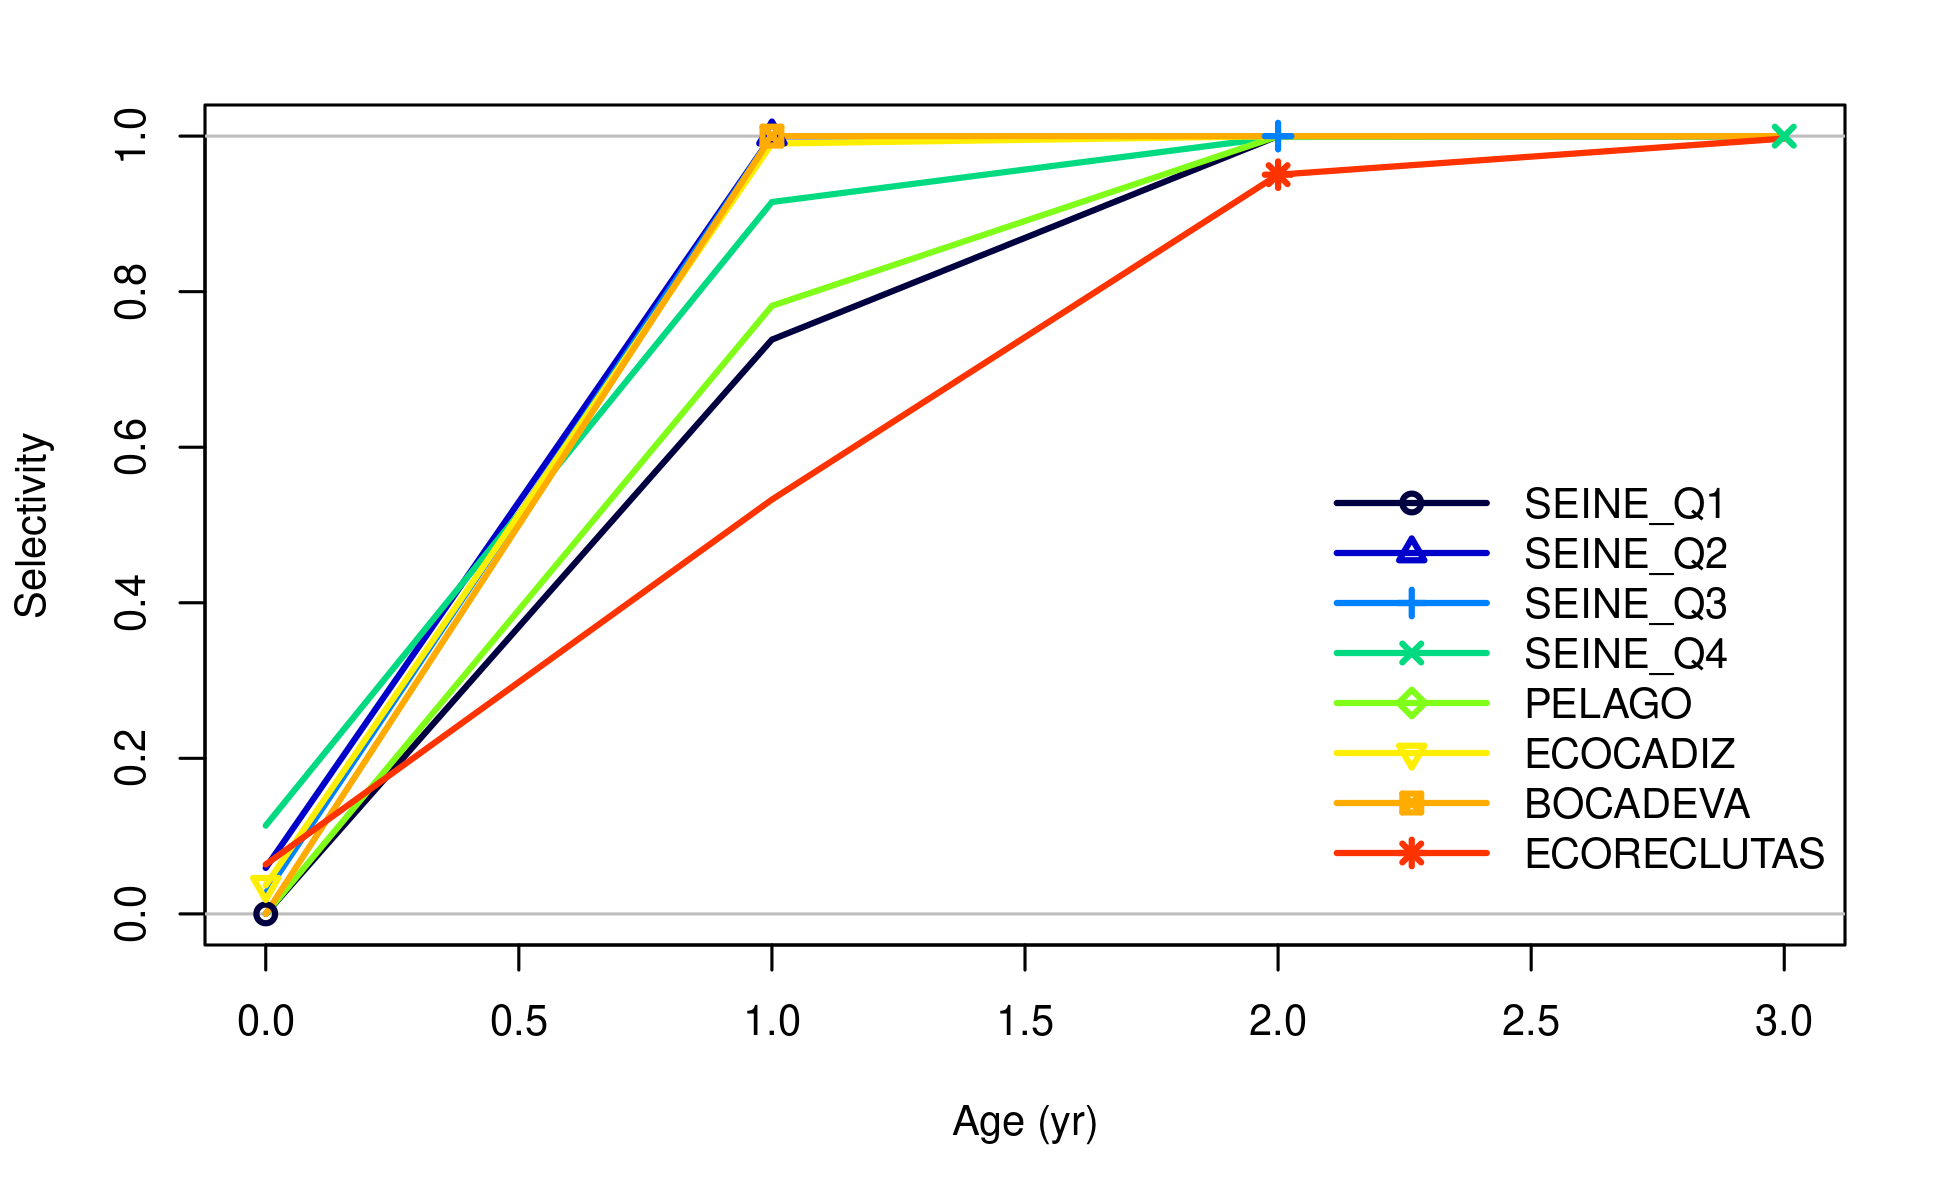 1.0
0.8
0.6
0.4
0.2
0.0
Selectivity
SEINE_Q1
SEINE_Q2
SEINE_Q3
SEINE_Q4
PELAGO
ECOCADIZ
BOCADEVA
ECORECLUTAS
0.0 0.5 1.0 1.5 2.0 2.5 3.0
Age (yr)